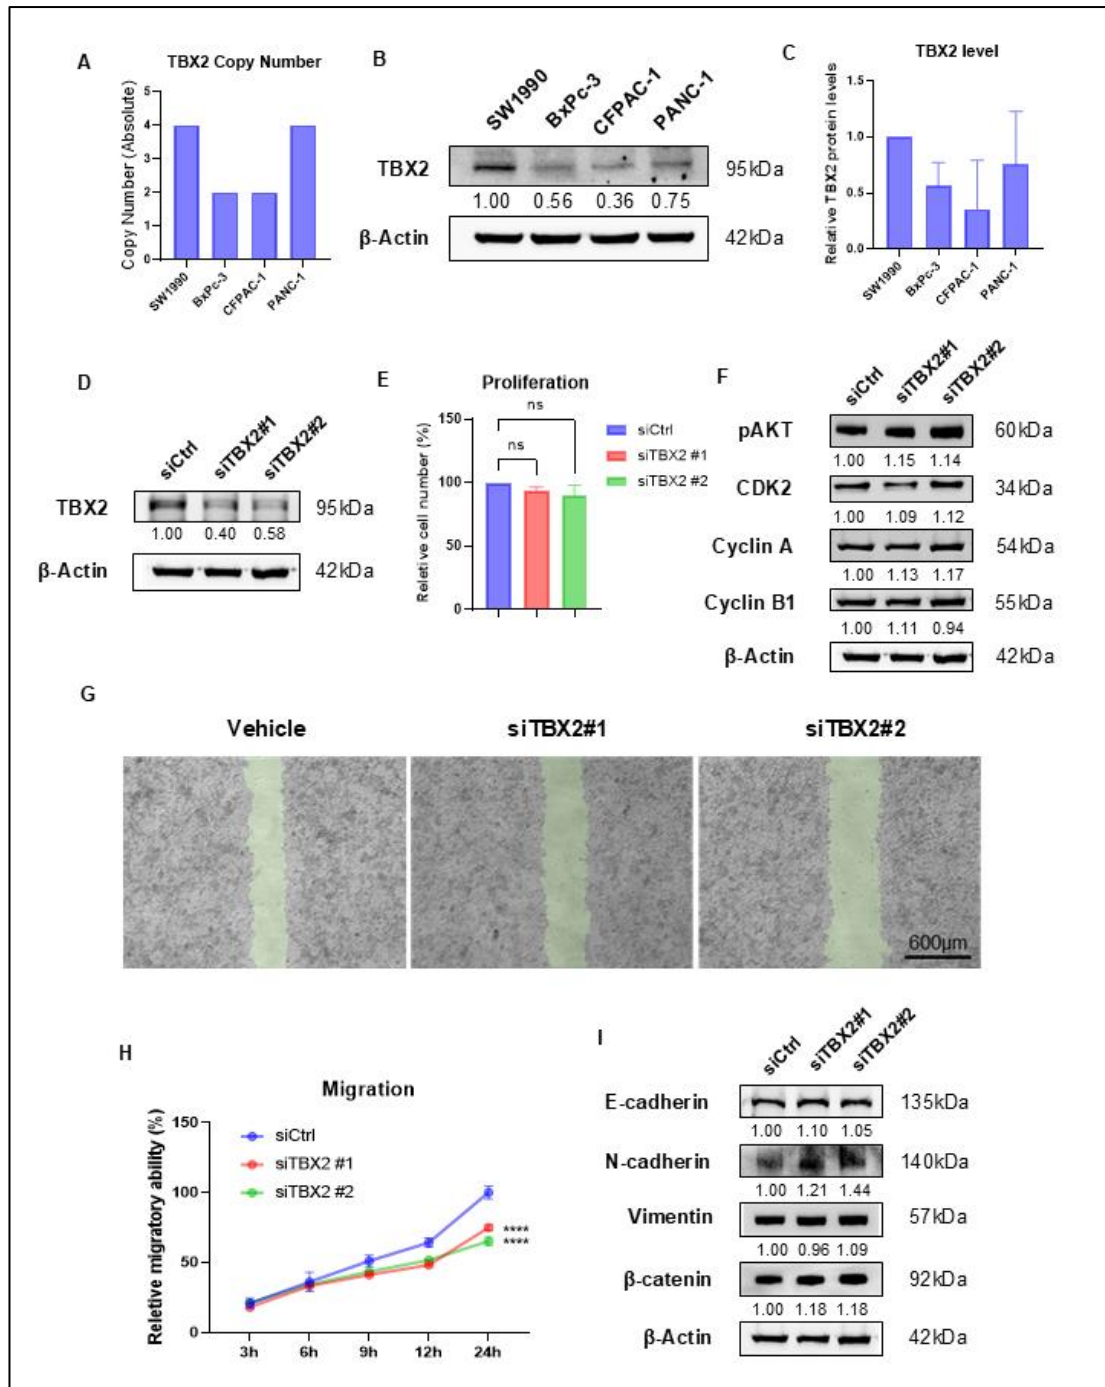 A
TBX2 Copy Number
Copy Number (Absolute)
5
4
3
2
1
0
SW1990
BxPc-3
CFPAC-1
PANC-1
B
SW1990
BxPc-3
CFPAC-1
PANC-1
TBX2
95kDa
1.00 0.56 0.36 0.75
β-Actin
42kDa
C
TBX2 level
Relative TBX2 protein levels
1.5
1.0
0.5
0.0
SW1990
BxPc-3
CFPAC-1
PANC-1
D
siCtrl
siTBX2#1
siTBX2#2
TBX2
95kDa
1.00 0.40 0.58
β-Actin
42kDa
E
Proliferation
Reletive cell number (%)
150
100
50
0
ns
ns
siCtrl
siTBX2 #1
siTBX2 #2
F
siCtrl
siTBX2#1
siTBX2#2
pAKT
60kDa
1.00 1.15 1.14
CDK2
34kDa
1.00 1.09 1.12
Cyclin A
54kDa
1.00 1.13 1.17
Cyclin B1
55kDa
1.00 1.11 0.94
β-Actin
42kDa
G
Vehicle
siTBX2#1
siTBX2#2
600µm
H
Migration
Reletive migratory ability (%)
150
100
50
0
siCtrl
siTBX2 #1
siTBX2 #2
****
****
3h
6h
9h
12h
24h
I
siCtrl
siTBX2#1
siTBX2#2
E-cadherin
135kDa
1.00 1.10 1.05
N-cadherin
140kDa
1.00 1.21 1.44
Vimentin
57kDa
1.00 0.96 1.09
β-catenin
92kDa
1.00 1.18 1.18
β-Actin
42kDa